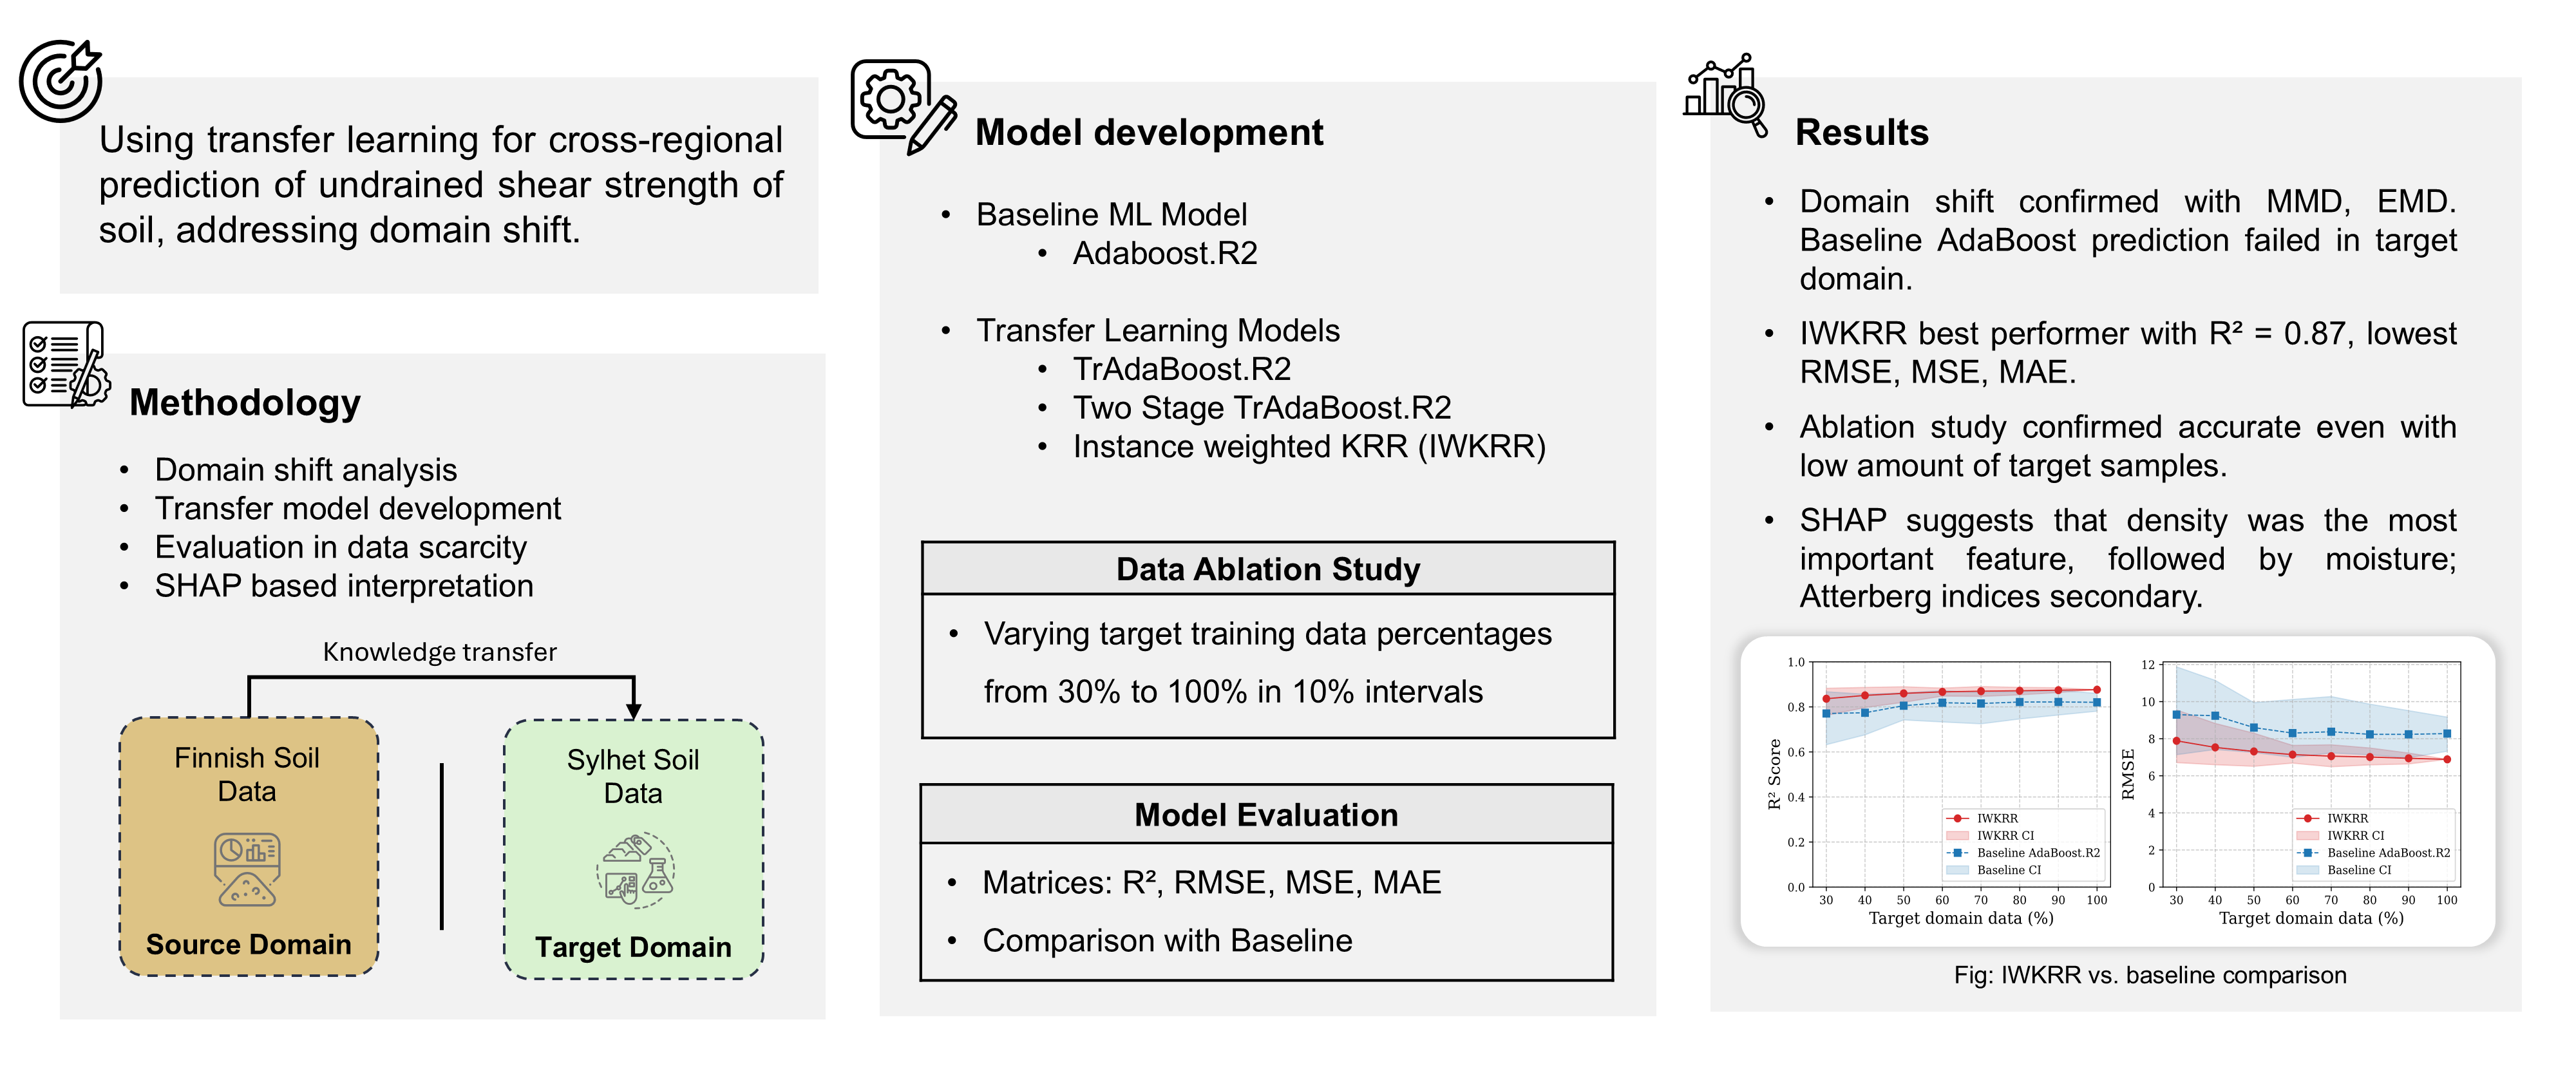 Using transfer learning for cross-regional
prediction of undrained shear strength of
soil, addressing domain shift.
Methodology
• Domain shift analysis
• Transfer model development
• Evaluation in data scarcity
• SHAP based interpretation
Knowledge transfer
Finnish Soil
Data
Source Domain
Sylhet Soil
Data
Target Domain
Model development
• Baseline ML Model
• Adaboost.R2
• Transfer Learning Models
• TrAdaBoost.R2
• Two Stage TrAdaBoost.R2
• Instance weighted KRR (IWKRR)
Data Ablation Study
• Varying target training data percentages
from 30% to 100% in 10% intervals
Model Evaluation
• Matrices: R², RMSE, MSE, MAE
• Comparison with Baseline
Results
• Domain shift confirmed with MMD, EMD.
Baseline AdaBoost prediction failed in target
domain.
• IWKRR best performer with R² = 0.87, lowest
RMSE, MSE, MAE.
• Ablation study confirmed accurate even with
low amount of target samples.
• SHAP suggests that density was the most
important feature, followed by moisture;
Atterberg indices secondary.
R² Score
1.0
0.8
0.6
0.4
0.2
0.0
IWKRR
IWKRR CI
Baseline AdaBoost.R2
Baseline CI
30 40 50 60 70 80 90 100
Target domain data (%)
RMSE
12
10
8
6
4
2
0
IWKRR
IWKRR CI
Baseline AdaBoost.R2
Baseline CI
30 40 50 60 70 80 90 100
Target domain data (%)
Fig: IWKRR vs. baseline comparison